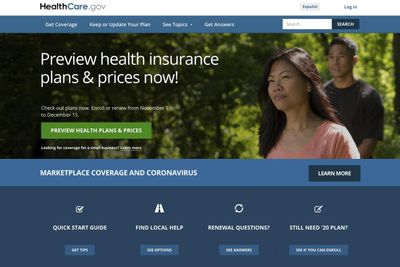 HealthCare.gov
Español
Log in
Get Coverage
Keep or Update Your Plan
See Topics
Get Answers
Search
SEARCH
Preview health insurance
plans & prices now!
Check out plans now. Enroll or renew from November 1
to December 15.
PREVIEW HEALTH PLANS & PRICES
Looking for coverage for a small business? Learn more
MARKETPLACE COVERAGE AND CORONAVIRUS
LEARN MORE
QUICK START GUIDE
FIND LOCAL HELP
RENEWAL QUESTIONS?
STILL NEED '20 PLAN?
GET TIPS
SEE OPTIONS
SEE ANSWERS
SEE IF YOU CAN ENROLL